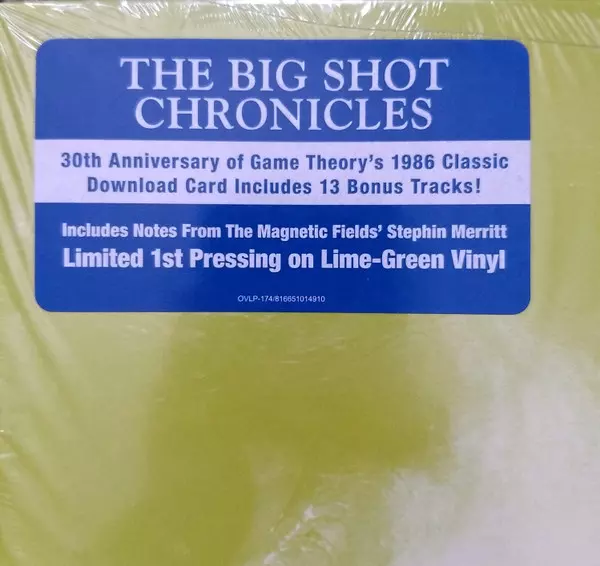 THE BIG SHOT
CHRONICLES
30th Anniversary of Game Theory's 1986 Classic
Download Card Includes 13 Bonus Tracks!
Includes Notes From The Magnetic Fields' Stephin Merritt
Limited 1st Pressing on Lime-Green Vinyl
OVLP-174/816651014910